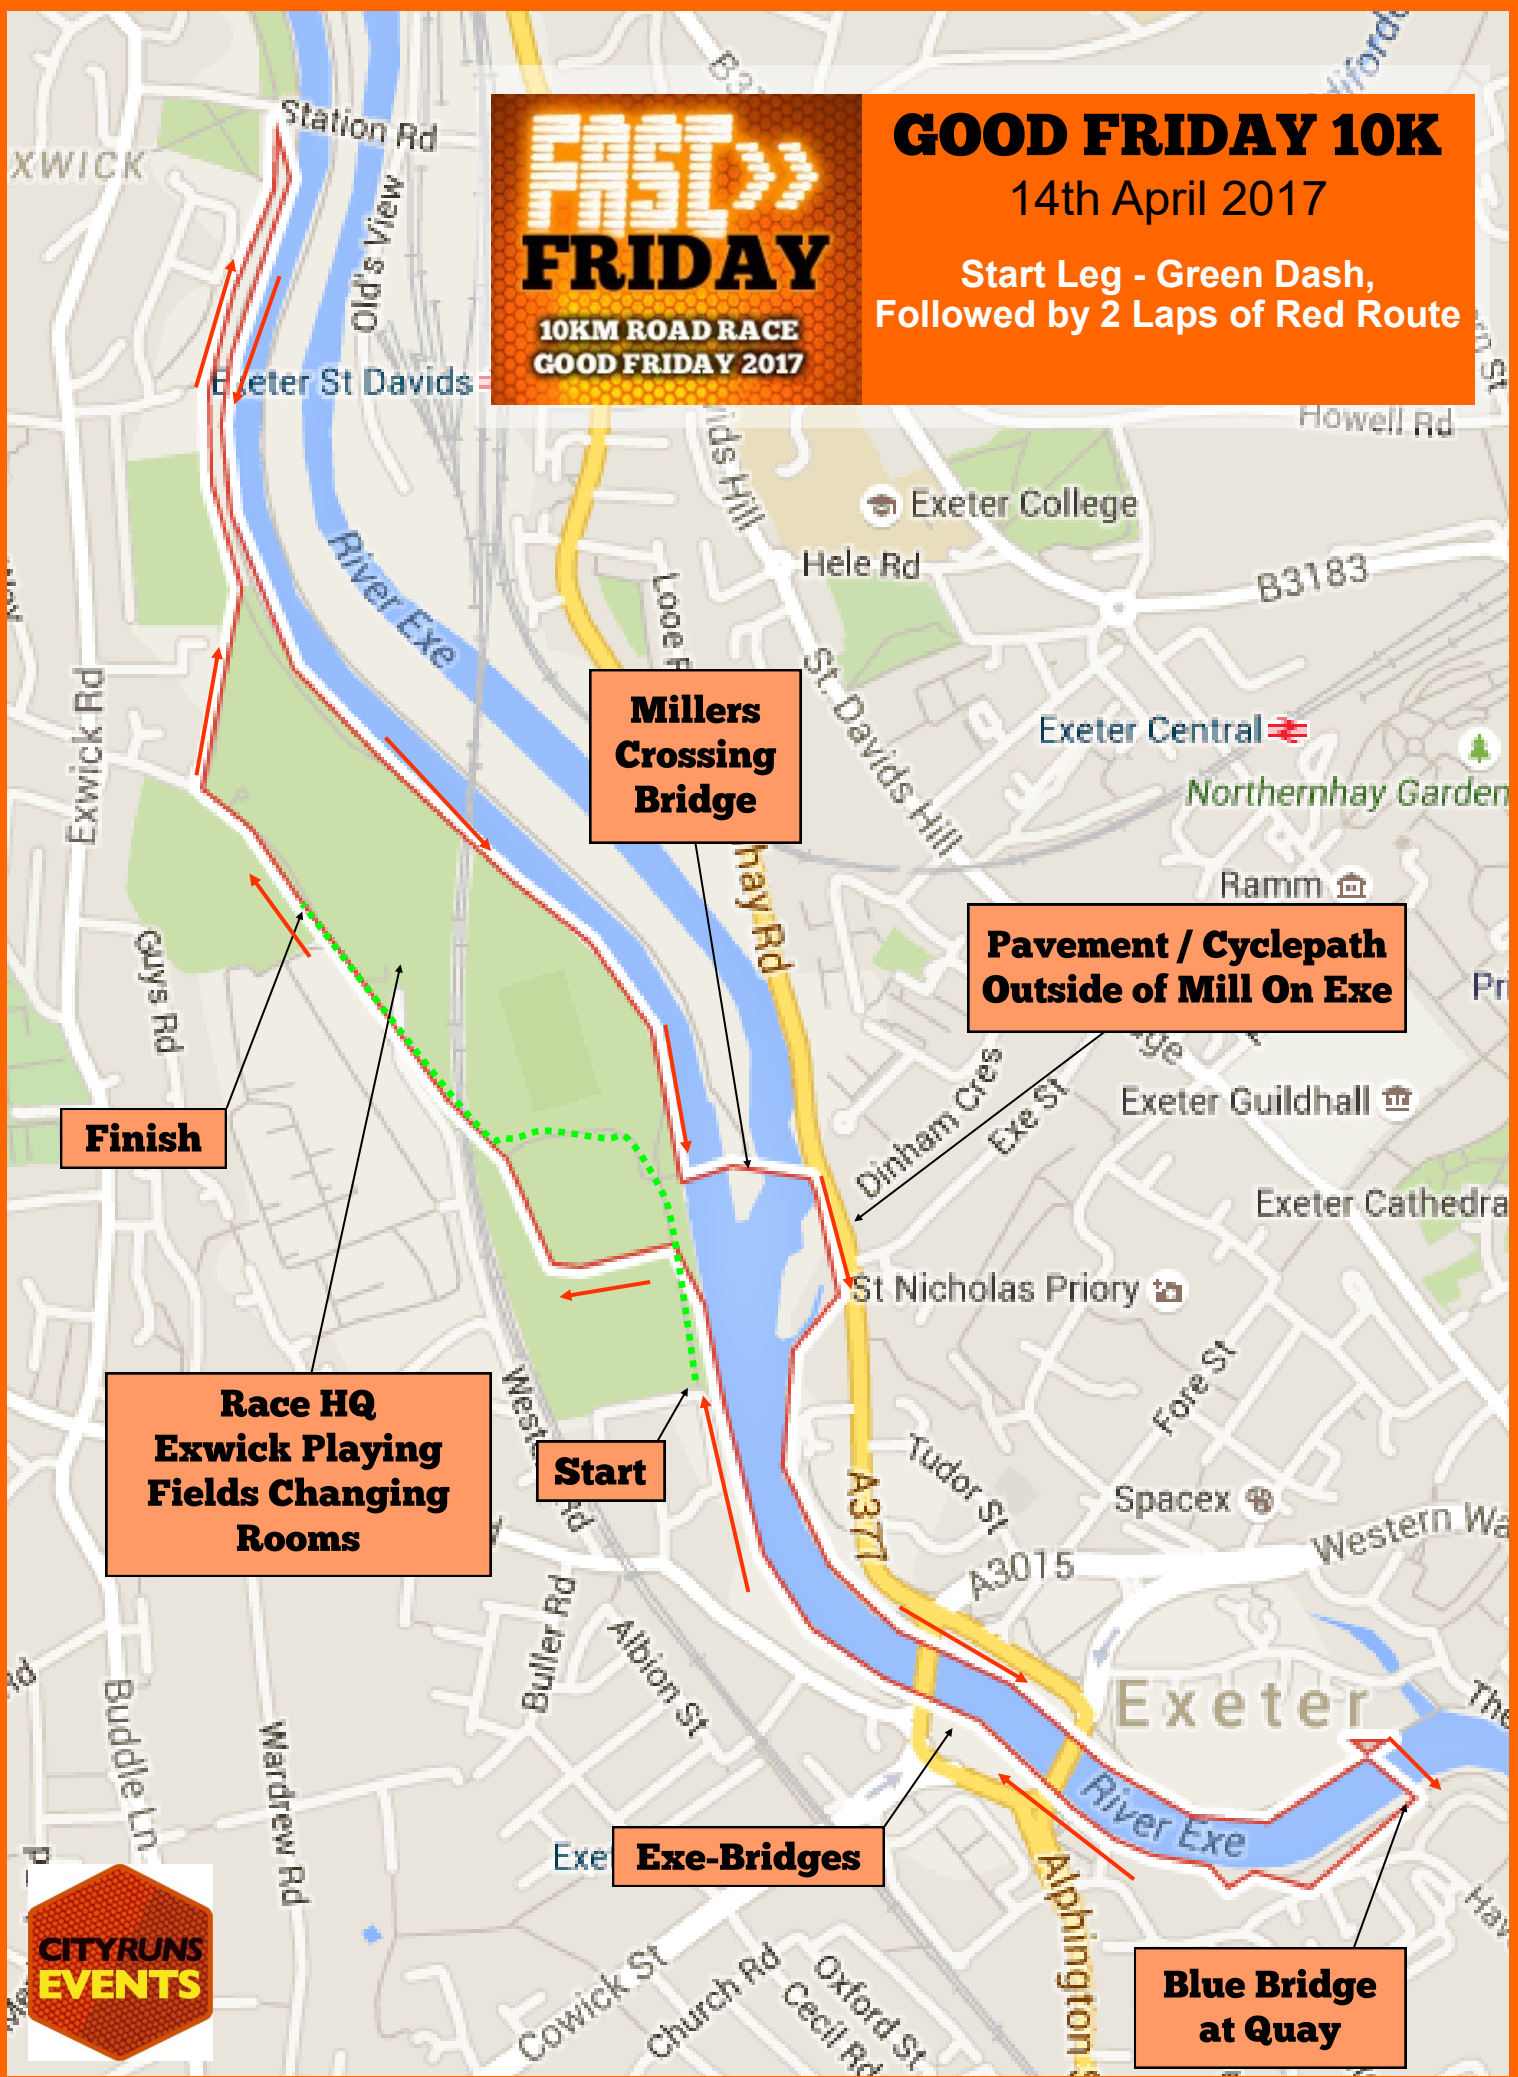 Station Rd
XWICK
Old's View
FAST>>
FRIDAY
10KM ROAD RACE
GOOD FRIDAY 2017
GOOD FRIDAY 10K
14th April 2017
Start Leg - Green Dash,
Followed by 2 Laps of Red Route
Exeter St Davids
Howell Rd
Exeter College
Hele Rd
B3183
River Exe
St. Davids Hill
Exwick Rd
Millers
Crossing
Bridge
Exeter Central
Northernhay Garden
Ramm
hay Rd
Pavement / Cyclepath
Outside of Mill On Exe
Guys Rd
Dinham Cres
Exe St
Exeter Guildhall
Finish
Exeter Cathedra
St Nicholas Priory
Race HQ
Exwick Playing
Fields Changing
Rooms
Start
Fore St
Tudor St
A377
Spacex
Western Wa
A3015
Buller Rd
Albion St
Exeter
Buddle Ln
Wardrew Rd
River Exe
Exe-Bridges
Alphington
CITYRUNS
EVENTS
Cowick St
Church Rd
Oxford St
Cecil Rd
Blue Bridge
at Quay